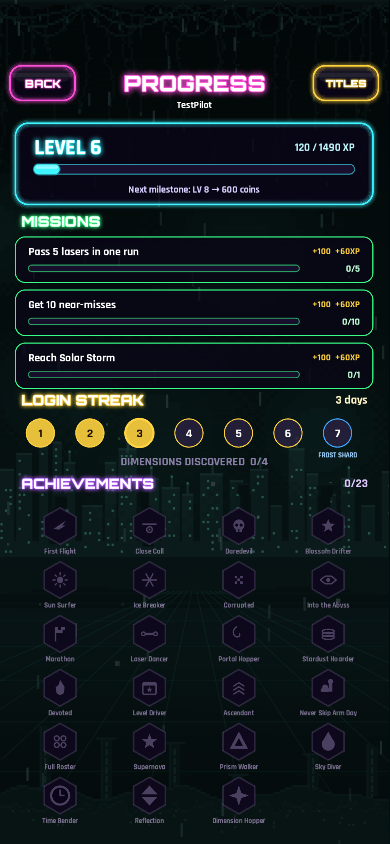 BACK
PROGRESS
TITLES
TestPilot
LEVEL 6
120 / 1490 XP
Next milestone: LV 8 → 600 coins
MISSIONS
Pass 5 lasers in one run
+100 +60XP
0/5
Get 10 near-misses
+100 +60XP
0/10
Reach Solar Storm
+100 +60XP
0/1
LOGIN STREAK
3 days
1 2 3 4 5 6 7
FROST SHARD
DIMENSIONS DISCOVERED 0/4
ACHIEVEMENTS
0/23
First Flight Close Call Daredevil Blossom Drifter
Sun Surfer Ice Breaker Corrupted Into the Abyss
Marathon Laser Dancer Portal Hopper Stardust Hoarder
Devoted Level Driver Ascendant Never Skip Arm Day
Full Roster Supernova Prism Walker Sky Diver
Time Bender Reflection Dimension Hopper